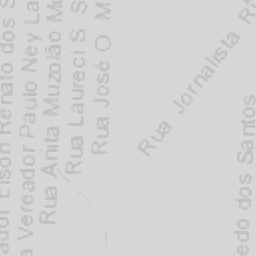 ador Elson Renato dos S
a Vereador Paulo Ney La
Rua Anita Muzolão Mo
Rua Laureci S S
Rua José O M
Rua Jornalista R
edo dos Santos